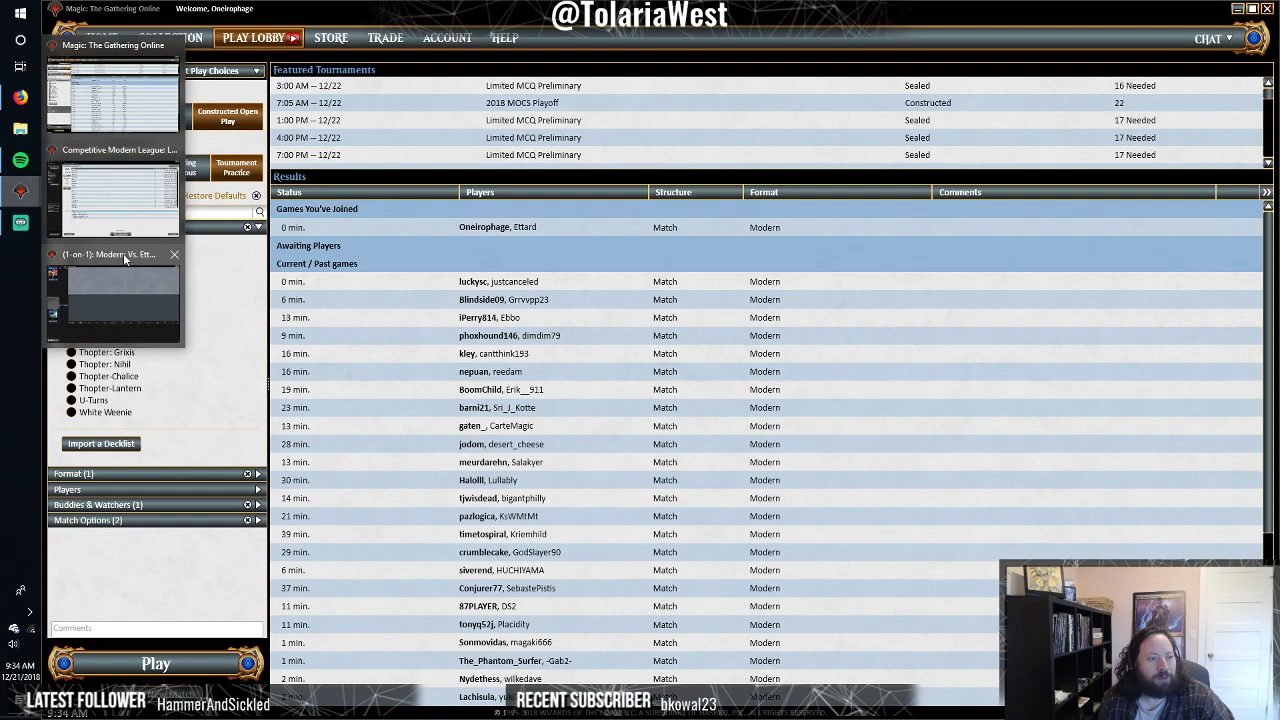 Magic: The Gathering Online
Welcome, Oneirophage
@TolariaWest
PLAY LOBBY
STORE
TRADE
ACCOUNT
HELP
CHAT
Magic: The Gathering Online
Competitive Modern League: L...
(1-on-1): Modern: Vs. Ett...
t Play Choices
Constructed Open
Play
Tournament
Practice
Restore Defaults
Thopter: Grixis
Thopter: Nihil
Thopter-Chalice
Thopter-Lantern
U-Turns
White Weenie
Import a Decklist
Format (1)
Players
Buddies & Watchers (1)
Match Options (2)
Comments
Play
Featured Tournaments
3:00 AM -- 12/22 Limited MCQ Preliminary Sealed 16 Needed
7:05 AM -- 12/22 2018 MOCS Playoff Constructed 22
1:00 PM -- 12/22 Limited MCQ Preliminary Sealed 17 Needed
4:00 PM -- 12/22 Limited MCQ Preliminary Sealed 17 Needed
7:00 PM -- 12/22 Limited MCQ Preliminary Sealed 17 Needed
Results
Status Players Structure Format Comments
Games You've Joined
0 min. Oneirophage, Ettard Match Modern
Awaiting Players
Current / Past games
0 min. luckysc, justcanceled Match Modern
6 min. Blindside09, Grrvvpp23 Match Modern
13 min. iPerry814, Ebbo Match Modern
9 min. phoxhound146, dimdim79 Match Modern
16 min. kley, cantthink193 Match Modern
16 min. nepuan, reedam Match Modern
19 min. BoomChild, Erik__911 Match Modern
23 min. barni21, Sri_J_Kotte Match Modern
13 min. gaten_, CarteMagic Match Modern
28 min. jodom, desert_cheese Match Modern
13 min. meurdarehn, Salakyer Match Modern
30 min. Halolll, Lullably Match Modern
14 min. tjwisdead, bigantphilly Match Modern
21 min. pazlogica, KsWMtMt Match Modern
39 min. timetospiral, Kriemhild Match Modern
29 min. crumblecake, GodSlayer90 Match Modern
6 min. siverend, HUCHIYAMA Match Modern
37 min. Conjurer77, SebastePistis Match Modern
11 min. 87PLAYER, DS2 Match Modern
11 min. tonyq52j, Placidity Match Modern
1 min. Sonmovidas, magaki666 Match Modern
1 min. The_Phantom_Surfer, -Gab2- Match Modern
2 min. Nydethess, wilkedave Match Modern
Lachisula, Match Modern
9:34 AM
12/21/2018
LATEST FOLLOWER HammerAndSickled
RECENT SUBSCRIBER bkowal23
9:34 AM